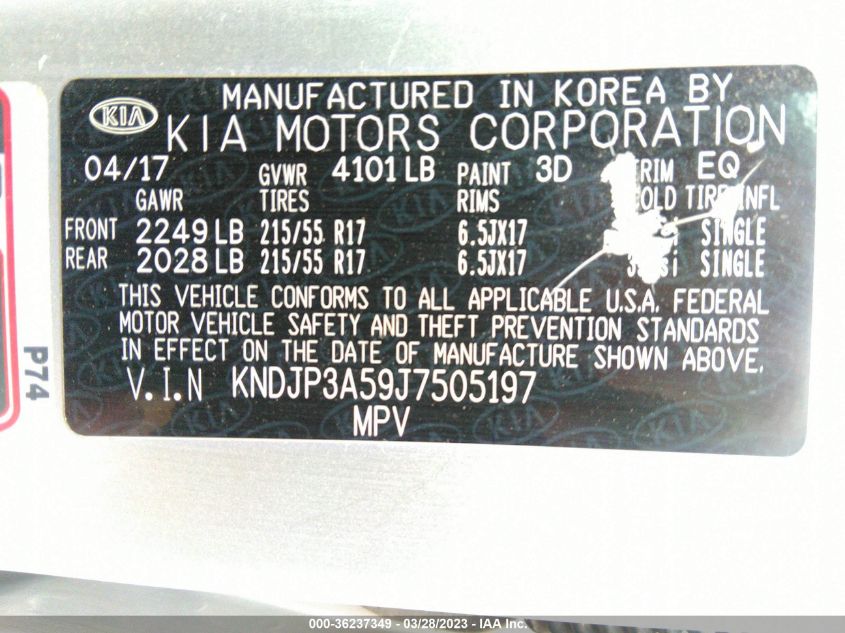 MANUFACTURED IN KOREA BY
KIA KIA MOTORS CORPORATION
04/17 GVWR 4101 LB PAINT 3D EQ
GAWR TIRES RIMS INFL
FRONT 2249 LB 215/55 R17 6.5JX17 SINGLE
REAR 2028 LB 215/55 R17 6.5JX17 SINGLE
THIS VEHICLE CONFORMS TO ALL APPLICABLE U.S.A. FEDERAL
MOTOR VEHICLE SAFETY AND THEFT PREVENTION STANDARDS
IN EFFECT ON THE DATE OF MANUFACTURE SHOWN ABOVE.
V.I.N KNDJP3A59J7505197
MPV
P74
000-36237349 - 03/28/2023 - IAA Inc.